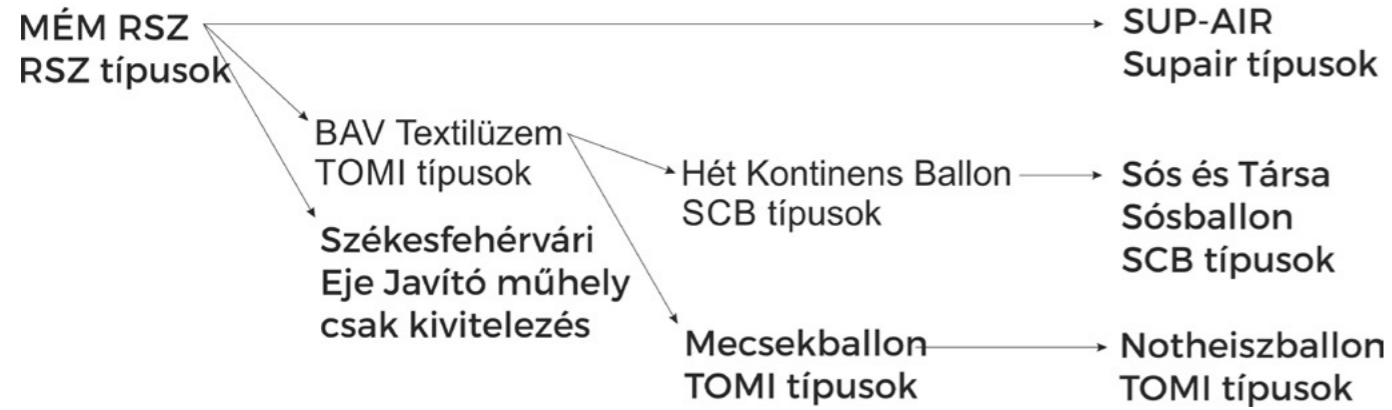 MÉM RSZ
RSZ típusok
SUP-AIR
Supair típusok
BAV Textilüzem
TOMI típusok
Székesfehérvári
Eje Javító műhely
csak kivitelezés
Hét Kontinens Ballon
SCB típusok
Sós és Társa
Sósballon
SCB típusok
Mecsekballon
TOMI típusok
Notheiszballon
TOMI típusok